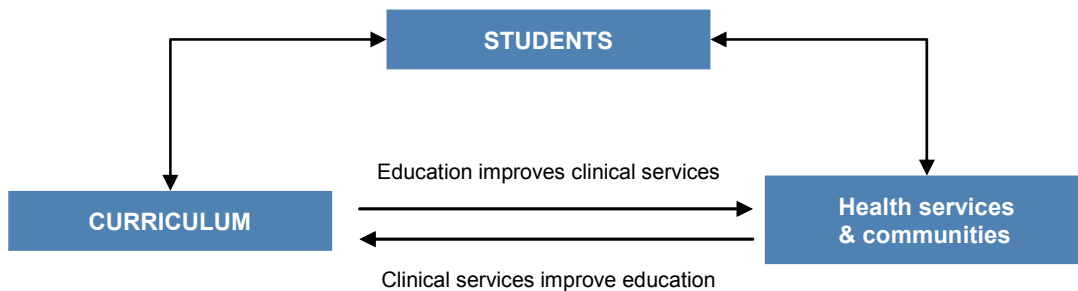 STUDENTS
Education improves clinical services
CURRICULUM
Health services
& communities
Clinical services improve education